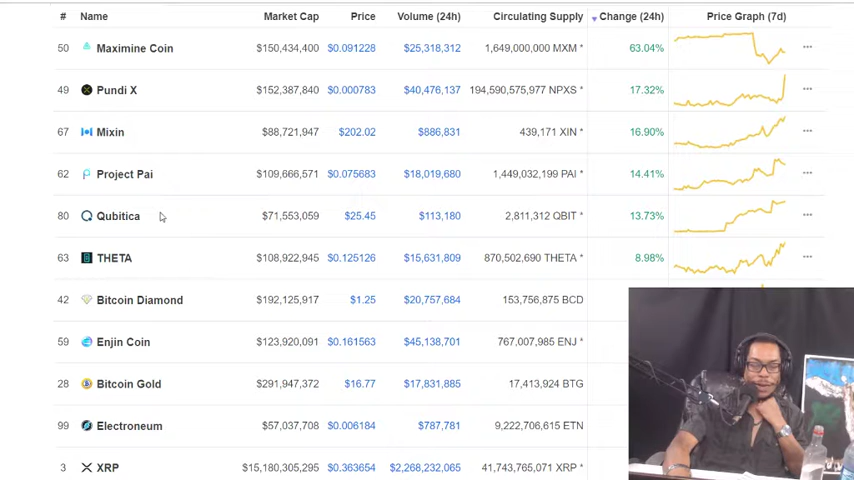 # Name Market Cap Price Volume (24h) Circulating Supply Change (24h) Price Graph (7d)
50 Maximine Coin $150,434,400 $0.091228 $25,318,312 1,649,000,000 MXM * 63.04%
49 Pundi X $152,387,840 $0.000783 $40,476,137 194,590,575,977 NPXS * 17.32%
67 Mixin $88,721,947 $202.02 $886,831 439,171 XIN * 16.90%
62 Project Pai $109,666,571 $0.075683 $18,019,680 1,449,032,199 PAI * 14.41%
80 Qubitica $71,553,059 $25.45 $113,180 2,811,312 QBIT * 13.73%
63 THETA $108,922,945 $0.125126 $15,631,809 870,502,690 THETA * 8.98%
42 Bitcoin Diamond $192,125,917 $1.25 $20,757,684 153,756,875 BCD
59 Enjin Coin $123,920,091 $0.161563 $45,138,701 767,007,985 ENJ *
28 Bitcoin Gold $291,947,372 $16.77 $17,831,885 17,413,924 BTG
99 Electroneum $57,037,708 $0.006184 $787,781 9,222,706,615 ETN
3 XRP $15,180,305,295 $0.363654 $2,268,232,065 41,743,765,071 XRP *